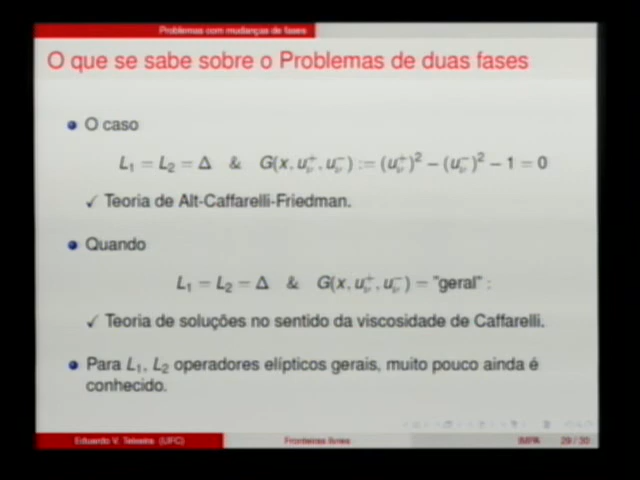 Problemas com mudanças de fases
O que se sabe sobre o Problemas de duas fases
O caso
L₁ = L₂ = Δ & G(x, u⁺ᵥ, u⁻ᵥ) := (u⁺ᵥ)² − (u⁻ᵥ)² − 1 = 0
✓ Teoria de Alt-Caffarelli-Friedman.
Quando
L₁ = L₂ = Δ & G(x, u⁺ᵥ, u⁻ᵥ) = "geral" :
✓ Teoria de soluções no sentido da viscosidade de Caffarelli.
Para L₁, L₂ operadores elípticos gerais, muito pouco ainda é
conhecido.
Eduardo V. Teixeira (UFC) Fronteiras livres IMPA 29 / 30